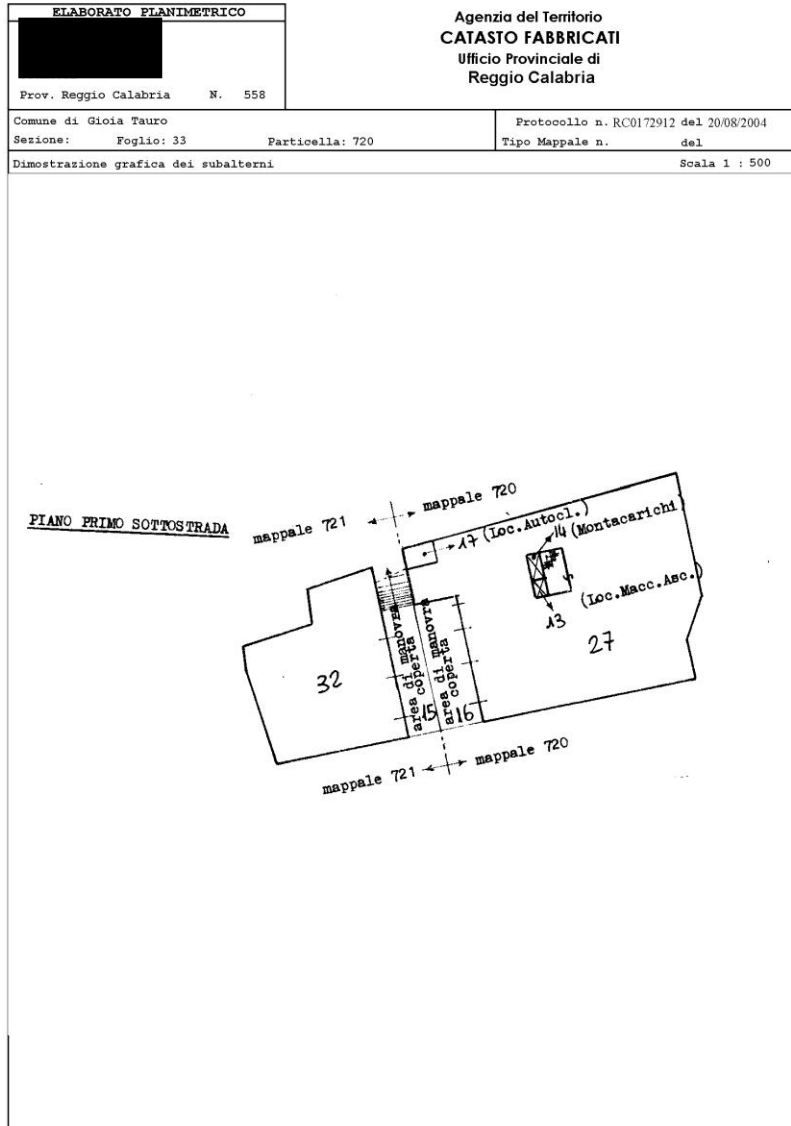 ELABORATO PLANIMETRICO
Prov. Reggio Calabria N. 558
Agenzia del Territorio
CATASTO FABBRICATI
Ufficio Provinciale di
Reggio Calabria
Comune di Gioia Tauro
Sezione: Foglio: 33 Particella: 720
Protocollo n. RC0172912 del 20/08/2004
Tipo Mappale n. del
Dimostrazione grafica dei subalterni
Scala 1 : 500
PIANO PRIMO SOTTOSTRADA
mappale 721
mappale 720
17 (Loc.Autocl.)
14 (Montacarichi)
(Loc.Macc.Asc.)
13
27
32
area di manovra
coperta
15
area di manovra
coperta
16
mappale 721
mappale 720